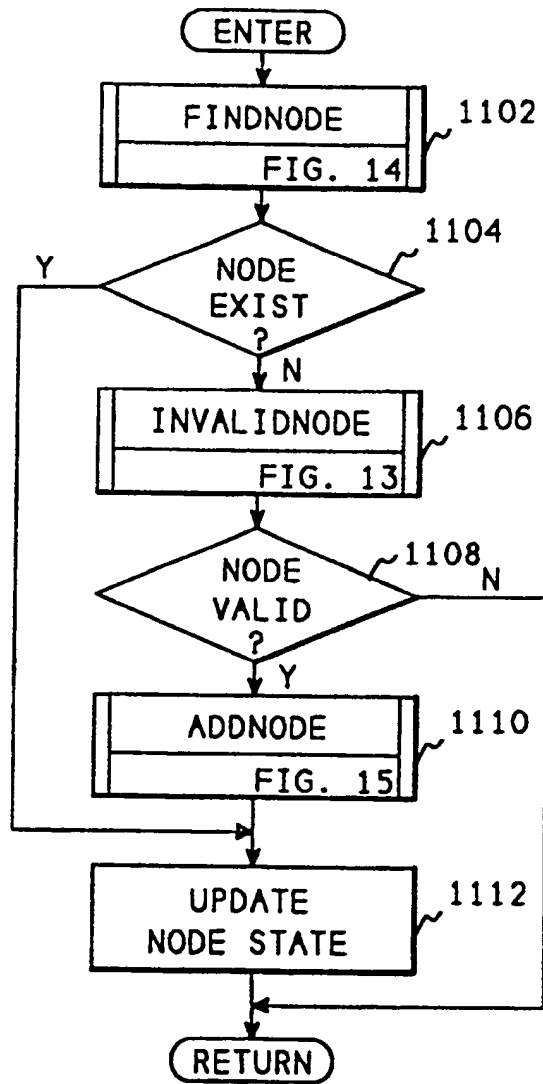 ENTER
FINDNODE
FIG. 14
1102
1104
Y
NODE
EXIST
?
N
INVALIDNODE
FIG. 13
1106
1108
NODE
VALID
?
N
Y
ADDNODE
FIG. 15
1110
UPDATE
NODE STATE
1112
RETURN